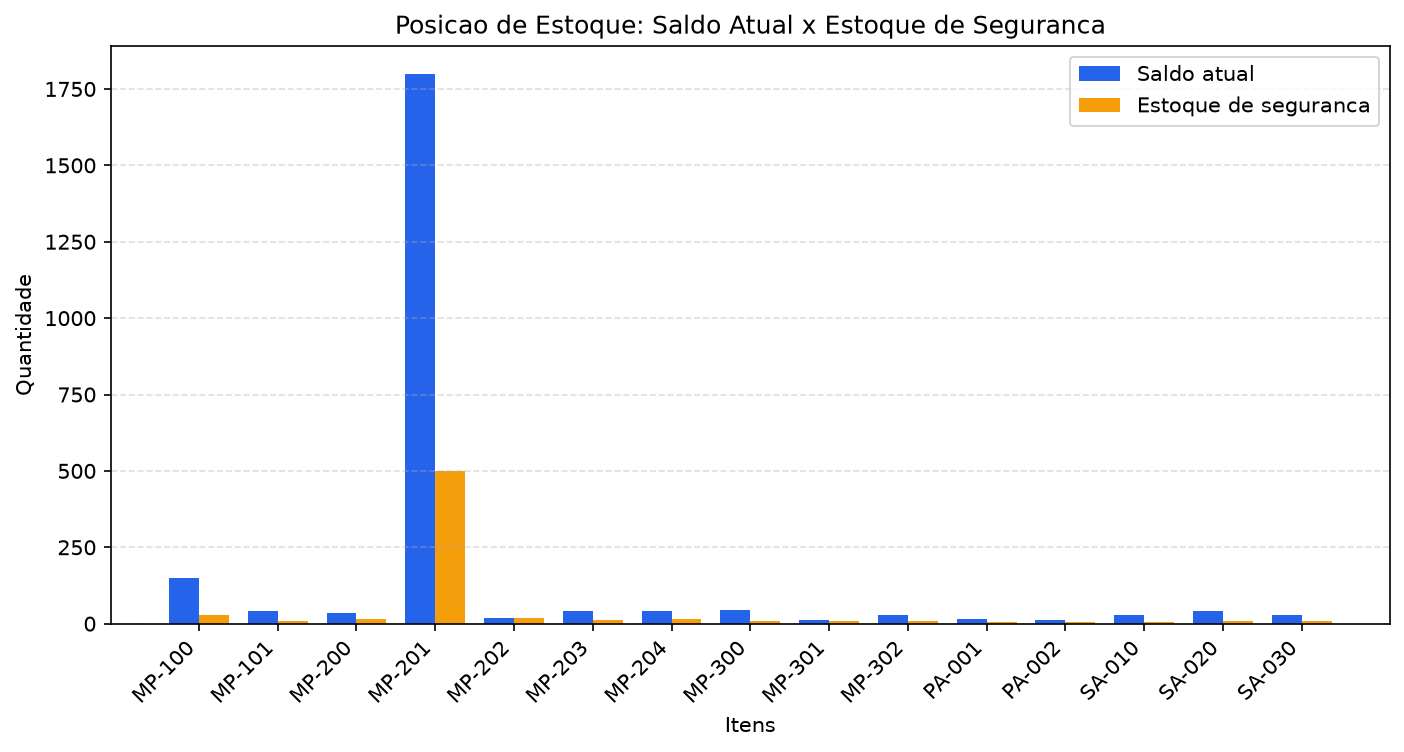 Posicao de Estoque: Saldo Atual x Estoque de Seguranca
Saldo atual
Estoque de seguranca
Quantidade
1750
1500
1250
1000
750
500
250
0
MP-100
MP-101
MP-200
MP-201
MP-202
MP-203
MP-204
MP-300
MP-301
MP-302
PA-001
PA-002
SA-010
SA-020
SA-030
Itens